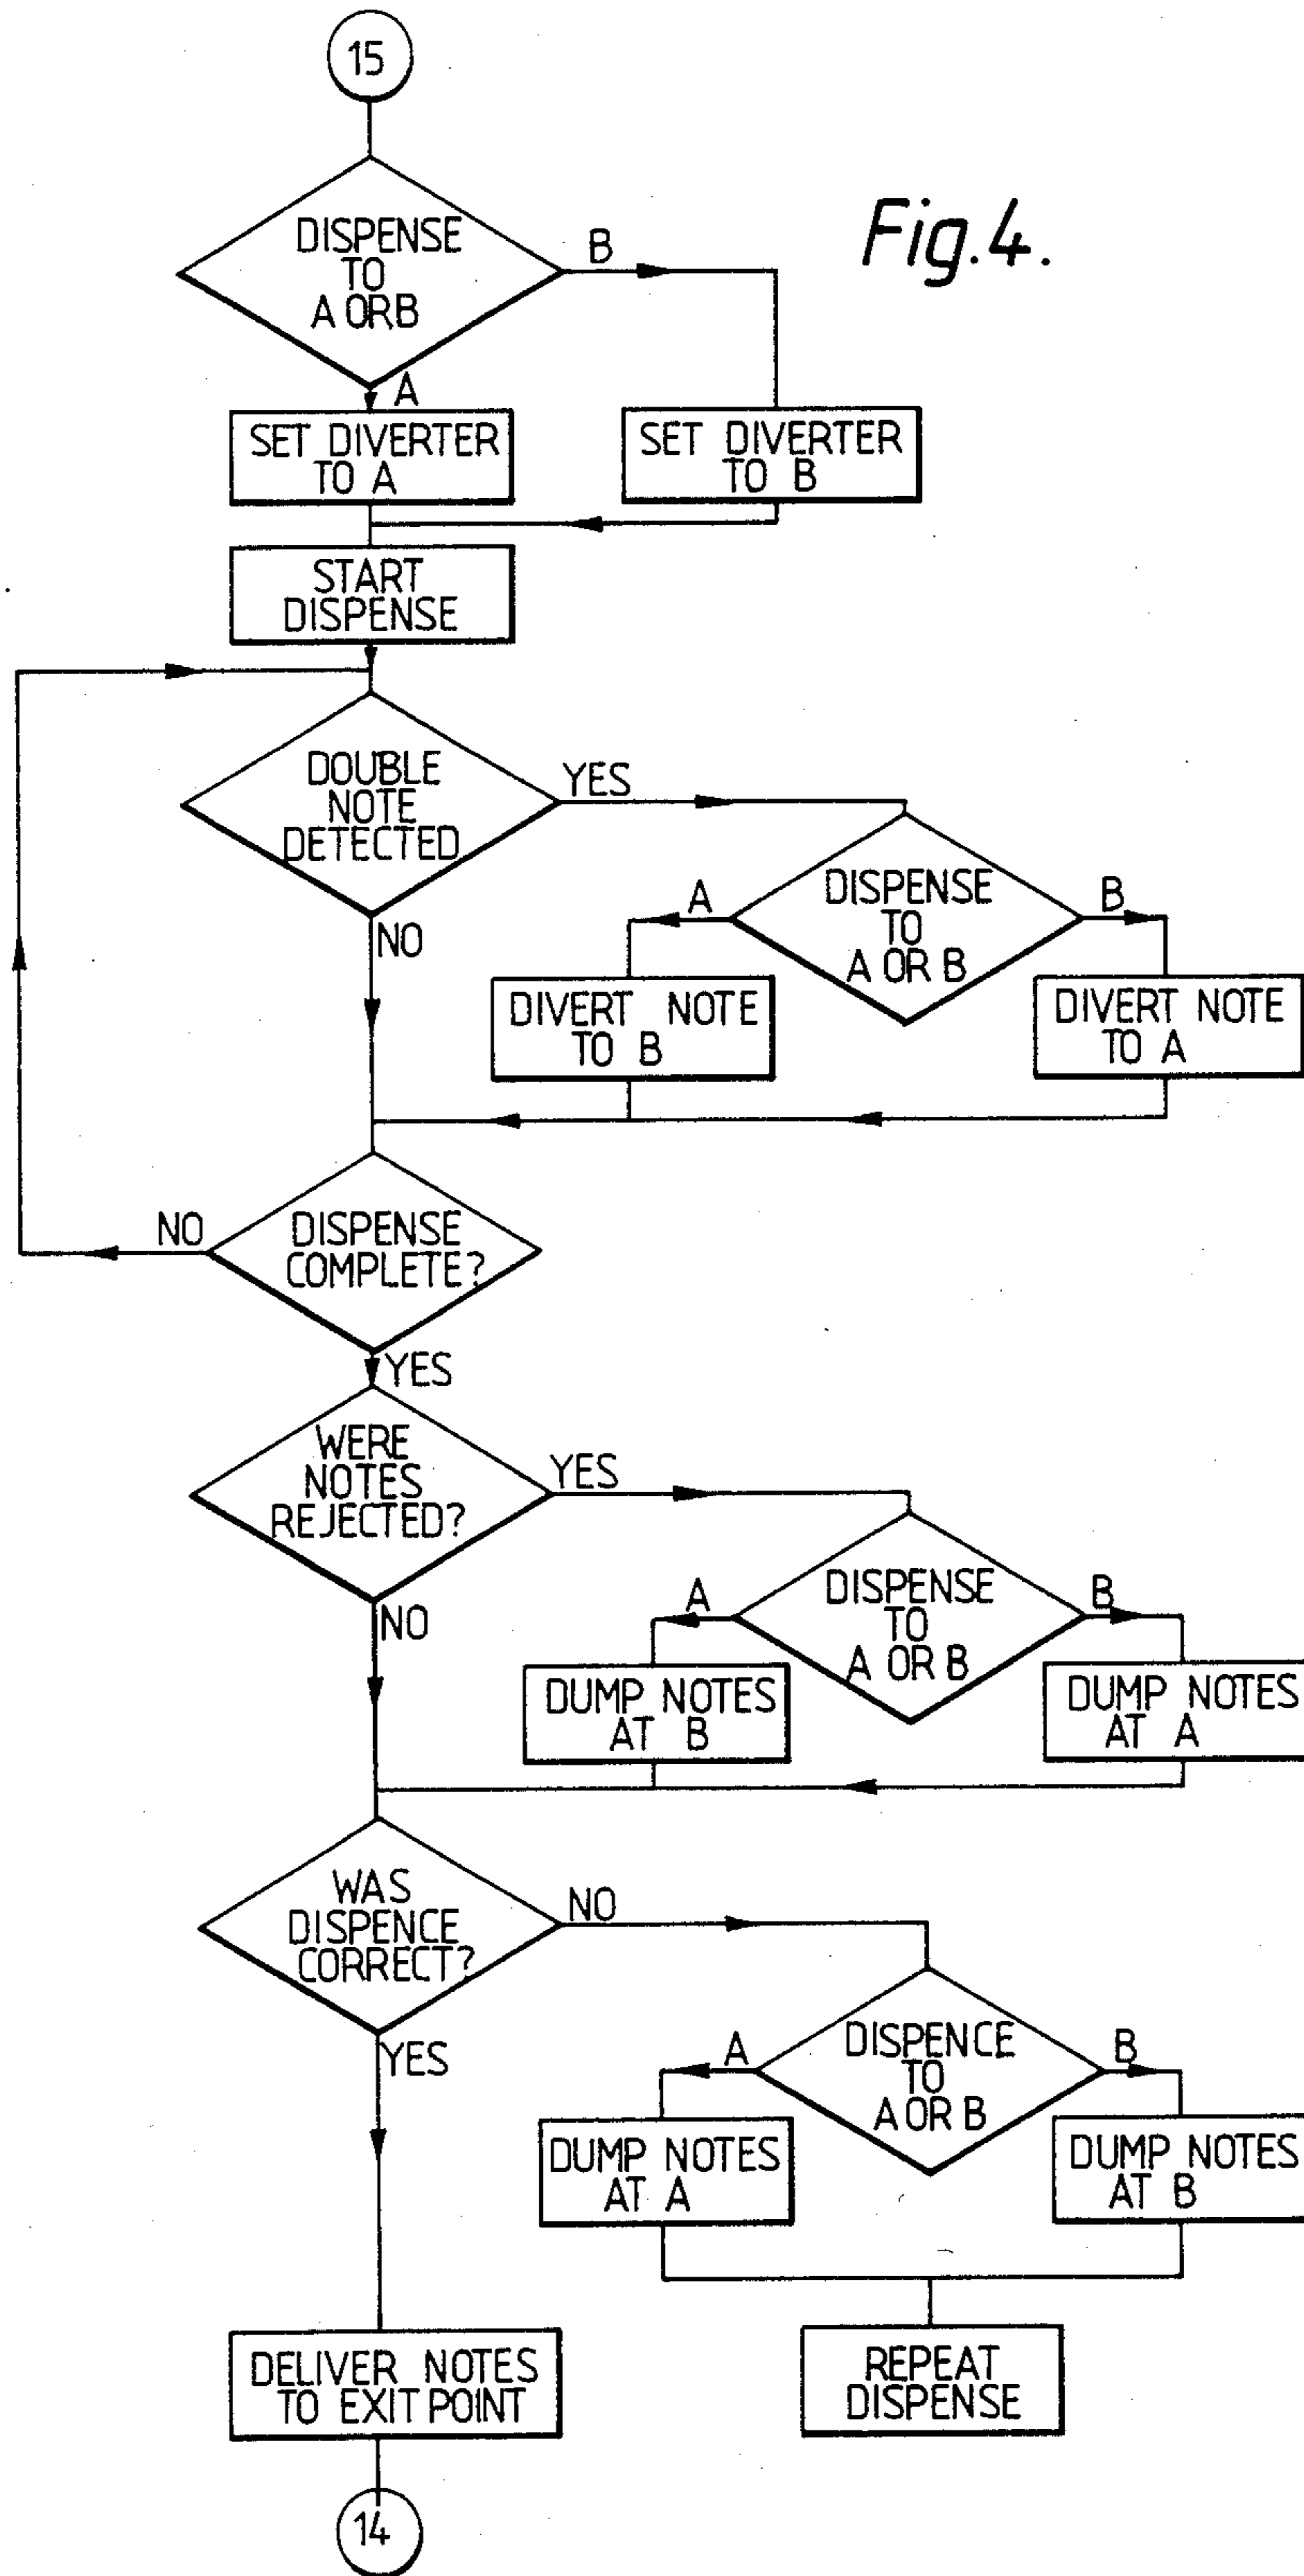 15
Fig.4.
DISPENSE
TO
A OR B
B
A
SET DIVERTER
TO A
SET DIVERTER
TO B
START
DISPENSE
DOUBLE
NOTE
DETECTED
YES
NO
DISPENSE
TO
A OR B
A
B
DIVERT NOTE
TO B
DIVERT NOTE
TO A
DISPENSE
COMPLETE?
NO
YES
WERE
NOTES
REJECTED?
YES
NO
DISPENSE
TO
A OR B
A
B
DUMP NOTES
AT B
DUMP NOTES
AT A
WAS
DISPENCE
CORRECT?
NO
YES
DISPENCE
TO
A OR B
A
B
DUMP NOTES
AT A
DUMP NOTES
AT B
DELIVER NOTES
TO EXIT POINT
REPEAT
DISPENSE
14